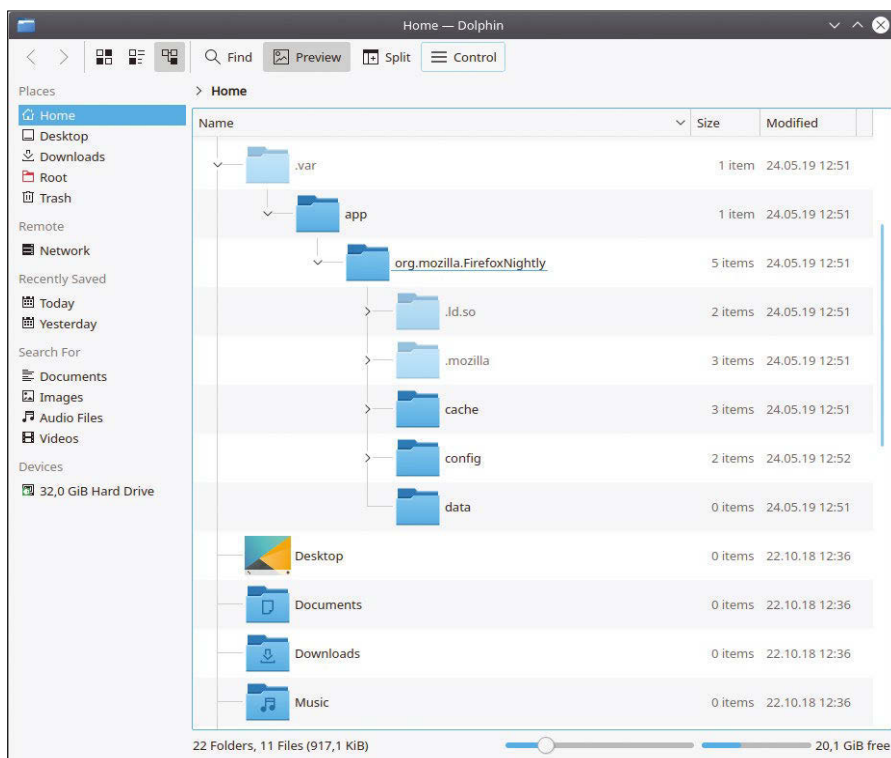 Home — Dolphin
Find Preview Split Control
Places
Home
Desktop
Downloads
Root
Trash
Remote
Network
Recently Saved
Today
Yesterday
Search For
Documents
Images
Audio Files
Videos
Devices
32,0 GiB Hard Drive
> Home
Name Size Modified
.var 1 item 24.05.19 12:51
app 1 item 24.05.19 12:51
org.mozilla.FirefoxNightly 5 items 24.05.19 12:51
.ld.so 2 items 24.05.19 12:51
.mozilla 3 items 24.05.19 12:51
cache 3 items 24.05.19 12:51
config 2 items 24.05.19 12:52
data 0 items 24.05.19 12:51
Desktop 0 items 22.10.18 12:36
Documents 0 items 22.10.18 12:36
Downloads 0 items 22.10.18 12:36
Music 0 items 22.10.18 12:36
22 Folders, 11 Files (917,1 KiB) 20,1 GiB free